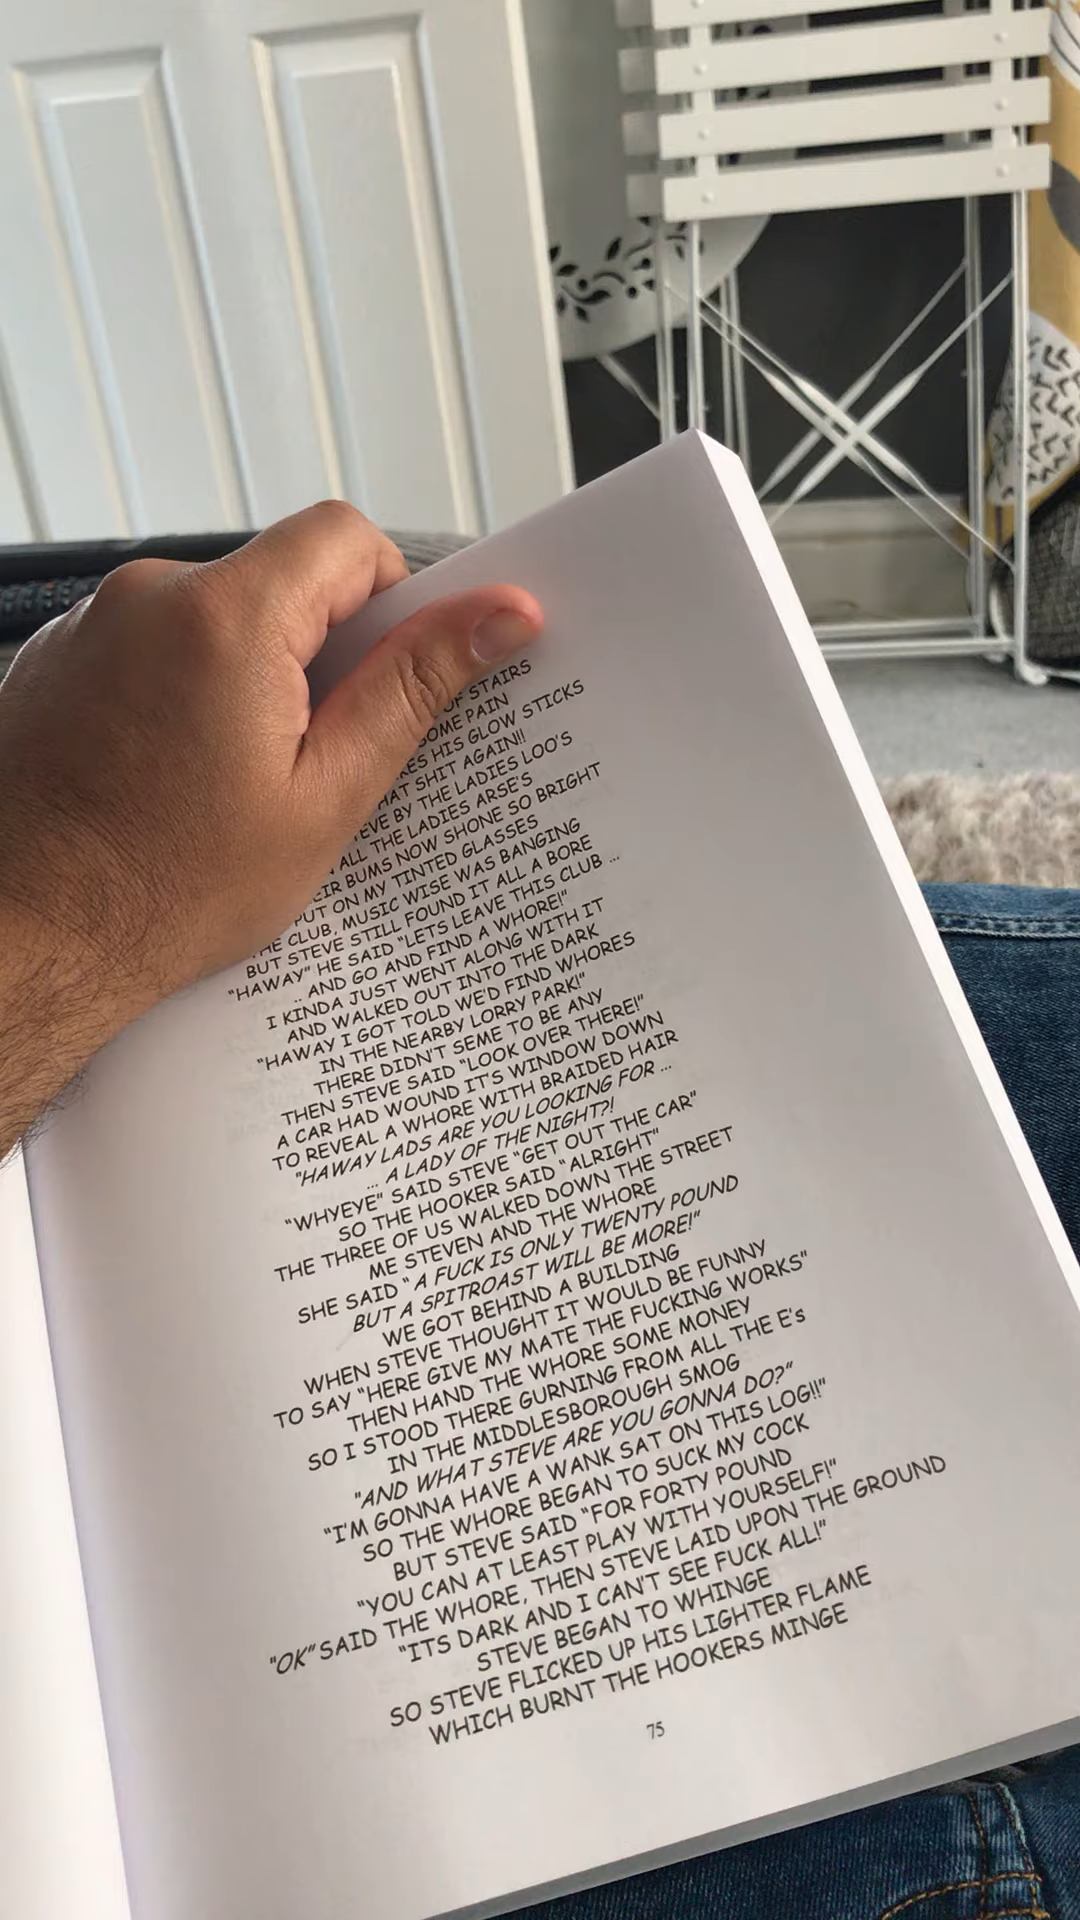 OF STAIRS
SOME PAIN
HIS GLOW STICKS
SHIT AGAIN!!
BY THE LADIES LOO'S
ALL THE LADIES ARSE'S
BUMS NOW SHONE SO BRIGHT
PUT ON MY TINTED GLASSES
THE CLUB, MUSIC WISE WAS BANGING
BUT STEVE STILL FOUND IT ALL A BORE
"HAWAY" HE SAID "LETS LEAVE THIS CLUB ...
.. AND GO AND FIND A WHORE!"
I KINDA JUST WENT ALONG WITH IT
AND WALKED OUT INTO THE DARK
"HAWAY I GOT TOLD WE'D FIND WHORES
IN THE NEARBY LORRY PARK!"
THERE DIDN'T SEME TO BE ANY
THEN STEVE SAID "LOOK OVER THERE!"
A CAR HAD WOUND IT'S WINDOW DOWN
TO REVEAL A WHORE WITH BRAIDED HAIR
"HAWAY LADS ARE YOU LOOKING FOR ...
... A LADY OF THE NIGHT?!
"WHYEYE" SAID STEVE "GET OUT THE CAR"
SO THE HOOKER SAID "ALRIGHT"
THE THREE OF US WALKED DOWN THE STREET
ME STEVEN AND THE WHORE
SHE SAID " A FUCK IS ONLY TWENTY POUND
BUT A SPITROAST WILL BE MORE!"
WE GOT BEHIND A BUILDING
WHEN STEVE THOUGHT IT WOULD BE FUNNY
TO SAY "HERE GIVE MY MATE THE FUCKING WORKS"
THEN HAND THE WHORE SOME MONEY
SO I STOOD THERE GURNING FROM ALL THE E's
IN THE MIDDLESBOROUGH SMOG
"AND WHAT STEVE ARE YOU GONNA DO?"
"I'M GONNA HAVE A WANK SAT ON THIS LOG!!"
SO THE WHORE BEGAN TO SUCK MY COCK
BUT STEVE SAID "FOR FORTY POUND
"YOU CAN AT LEAST PLAY WITH YOURSELF!"
"OK" SAID THE WHORE, THEN STEVE LAID UPON THE GROUND
"ITS DARK AND I CAN'T SEE FUCK ALL!"
STEVE BEGAN TO WHINGE
SO STEVE FLICKED UP HIS LIGHTER FLAME
WHICH BURNT THE HOOKERS MINGE
75